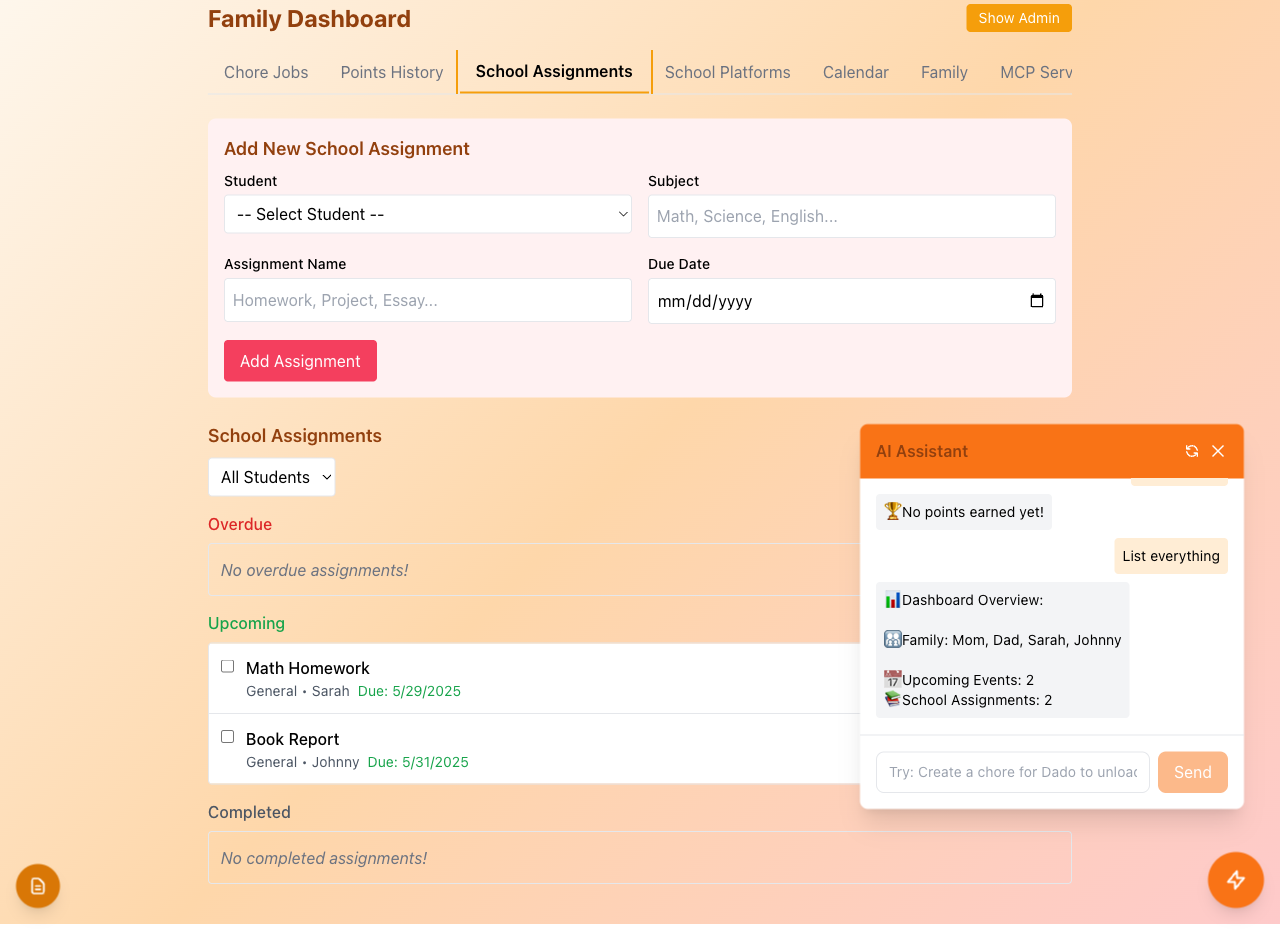 Family Dashboard
Show Admin
Chore Jobs
Points History
School Assignments
School Platforms
Calendar
Family
MCP Serv
Add New School Assignment
Student
Subject
-- Select Student --
Math, Science, English...
Assignment Name
Due Date
Homework, Project, Essay...
mm/dd/yyyy
Add Assignment
School Assignments
All Students
Overdue
No overdue assignments!
Upcoming
Math Homework
General • Sarah Due: 5/29/2025
Book Report
General • Johnny Due: 5/31/2025
Completed
No completed assignments!
AI Assistant
🏆No points earned yet!
List everything
📊Dashboard Overview:
Family: Mom, Dad, Sarah, Johnny
📅Upcoming Events: 2
📚School Assignments: 2
Try: Create a chore for Dado to unload
Send